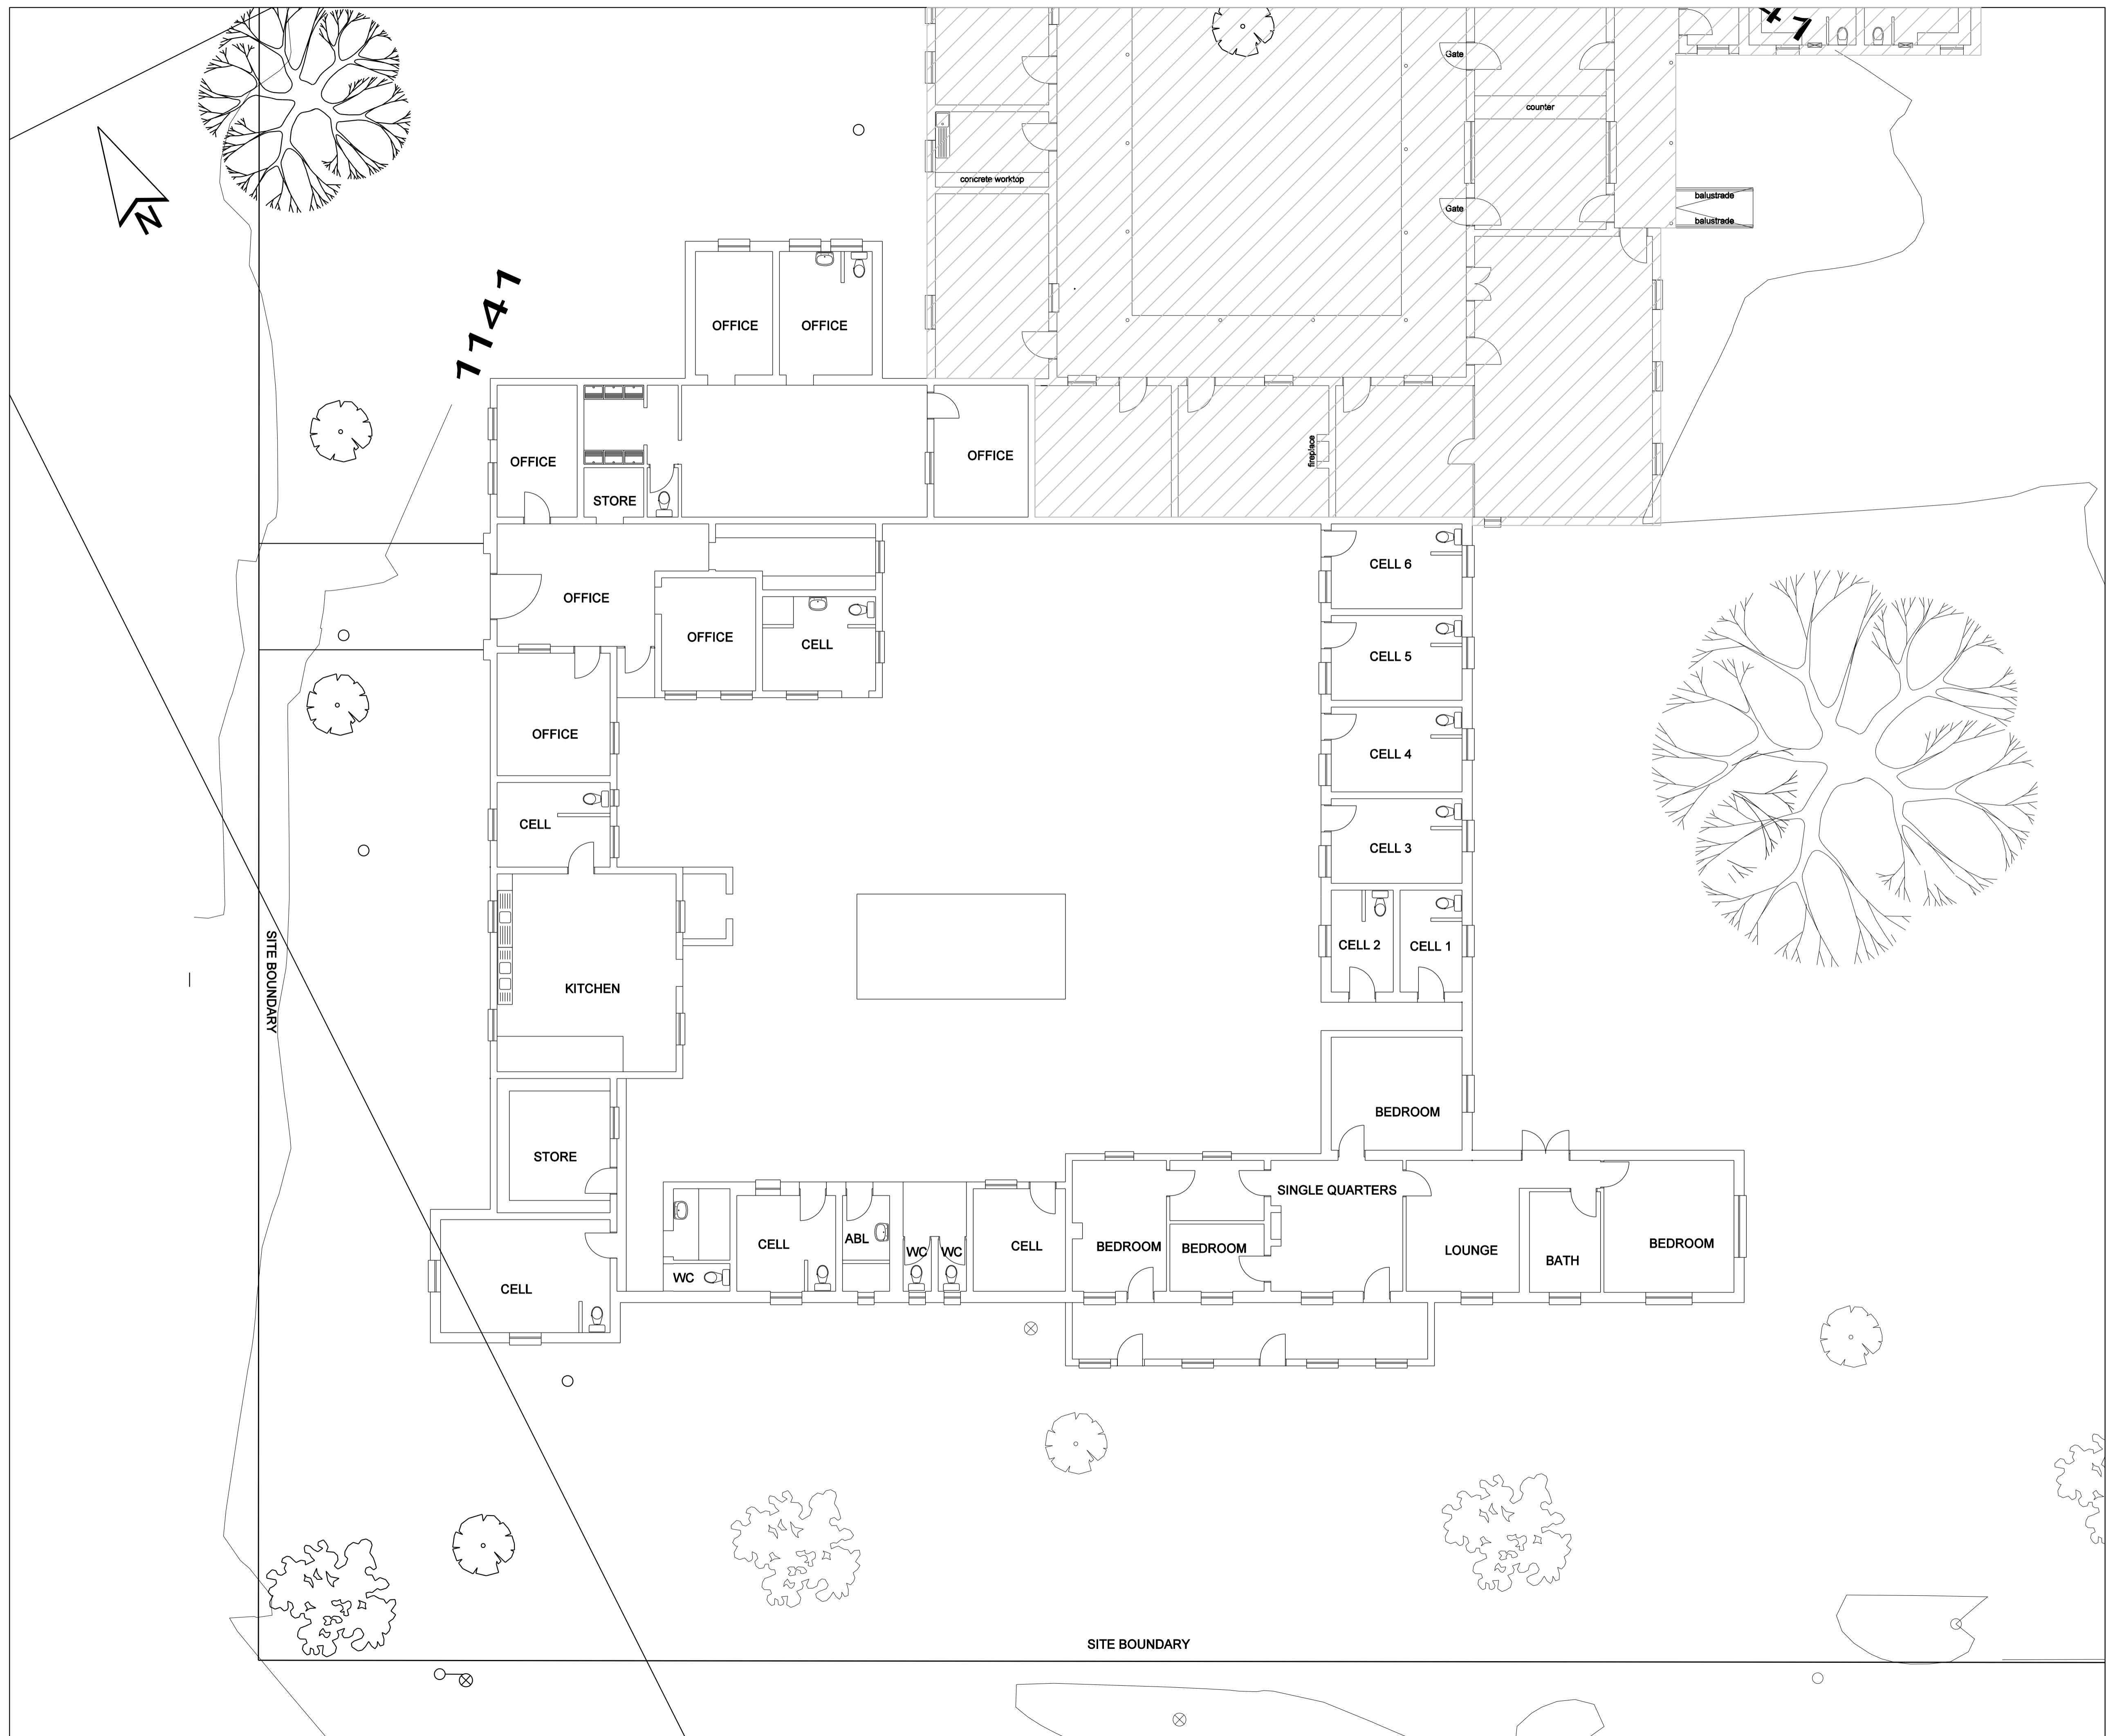 47
Gate
counter
concrete worktop
balustrade
Gate
balustrade
N
1141
OFFICE
OFFICE
fireplace
OFFICE
OFFICE
STORE
CELL 6
OFFICE
OFFICE
CELL
CELL 5
OFFICE
CELL 4
CELL
CELL 3
CELL 2
CELL 1
SITE BOUNDARY
KITCHEN
BEDROOM
STORE
SINGLE QUARTERS
CELL
ABL
WC
WC
CELL
BEDROOM
BEDROOM
LOUNGE
BATH
BEDROOM
WC
CELL
SITE BOUNDARY